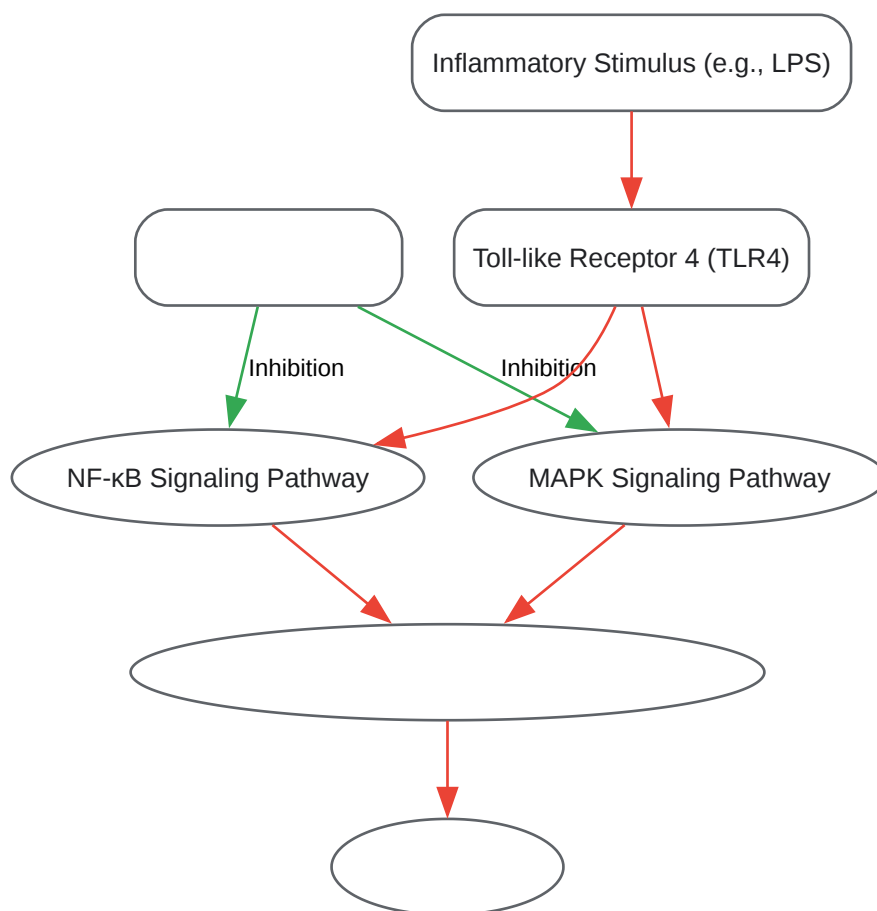 Inflammatory Stimulus (e.g., LPS)
Toll-like Receptor 4 (TLR4)
Inhibition
Inhibition
NF-κB Signaling Pathway
MAPK Signaling Pathway